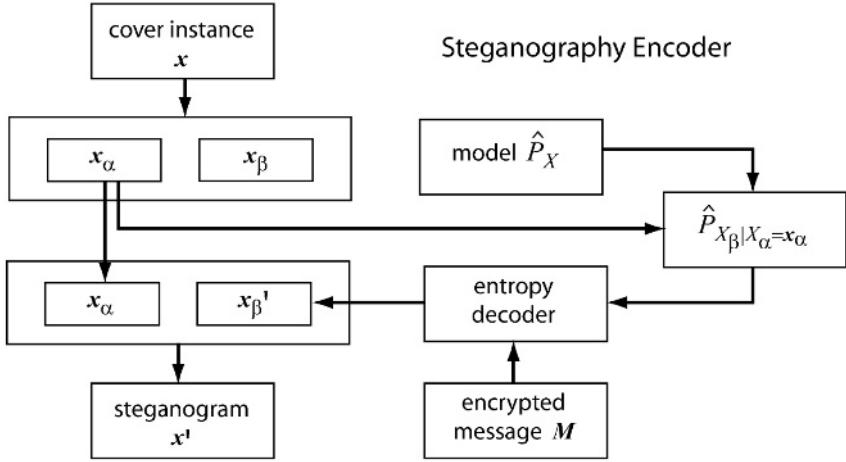 Steganography Encoder
cover instance
x
xα
xβ
model P̂X
P̂Xβ|Xα=xα
xα
xβ'
entropy
decoder
steganogram
x'
encrypted
message M